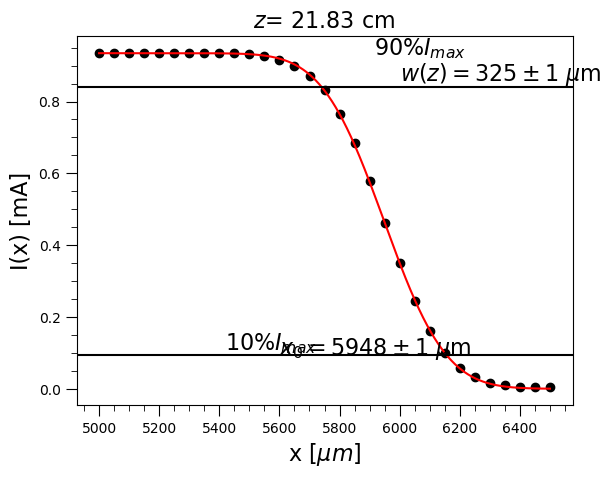 z= 21.83 cm
90%I_max
w(z) = 325 ± 1 μm
I(x) [mA]
0.8
0.6
0.4
0.2
0.0
10%I_max
x₀ = 5948 ± 1 μm
5000 5200 5400 5600 5800 6000 6200 6400
x [μm]